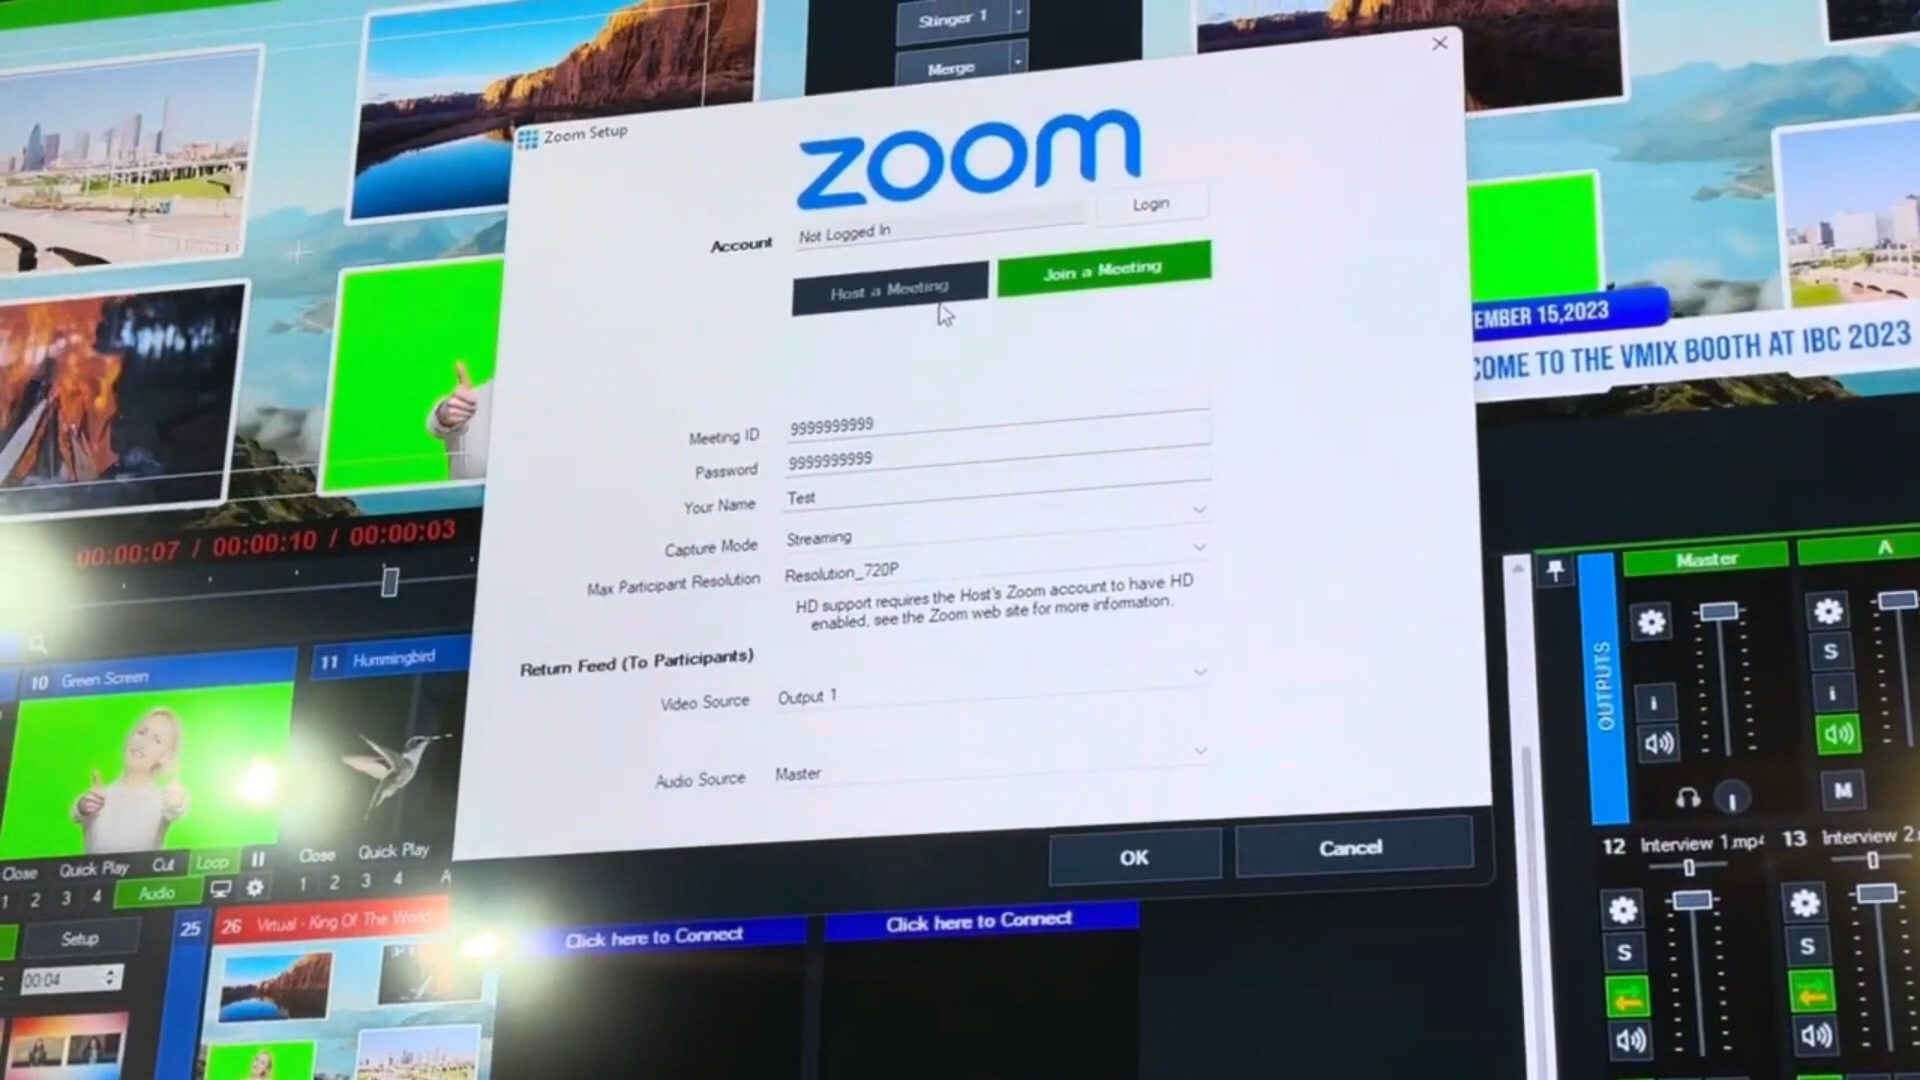 Stinger 1
Merge
Zoom Setup
zoom
Account
Not Logged In
Login
Host a Meeting
Join a Meeting
Meeting ID
9999999999
Password
9999999999
Your Name
Test
Capture Mode
Streaming
Max Participant Resolution
Resolution_720P
HD support requires the Host's Zoom account to have HD
enabled, see the Zoom web site for more information.
Return Feed (To Participants)
Video Source
Output 1
Audio Source
Master
OK
Cancel
EMBER 15,2023
COME TO THE VMIX BOOTH AT IBC 2023
00:00:07 / 00:00:10 / 00:00:03
10 Green Screen
11 Hummingbird
Close Quick Play Cut Loop
1 2 3 4 Audio
Close Quick Play
1 2 3 4 A
Setup
00:04
25
26 Virtual - King Of The World
Click here to Connect
Click here to Connect
OUTPUTS
Master
A
S
i
i
M
12 Interview 1.mp4
13 Interview 2.
S
S